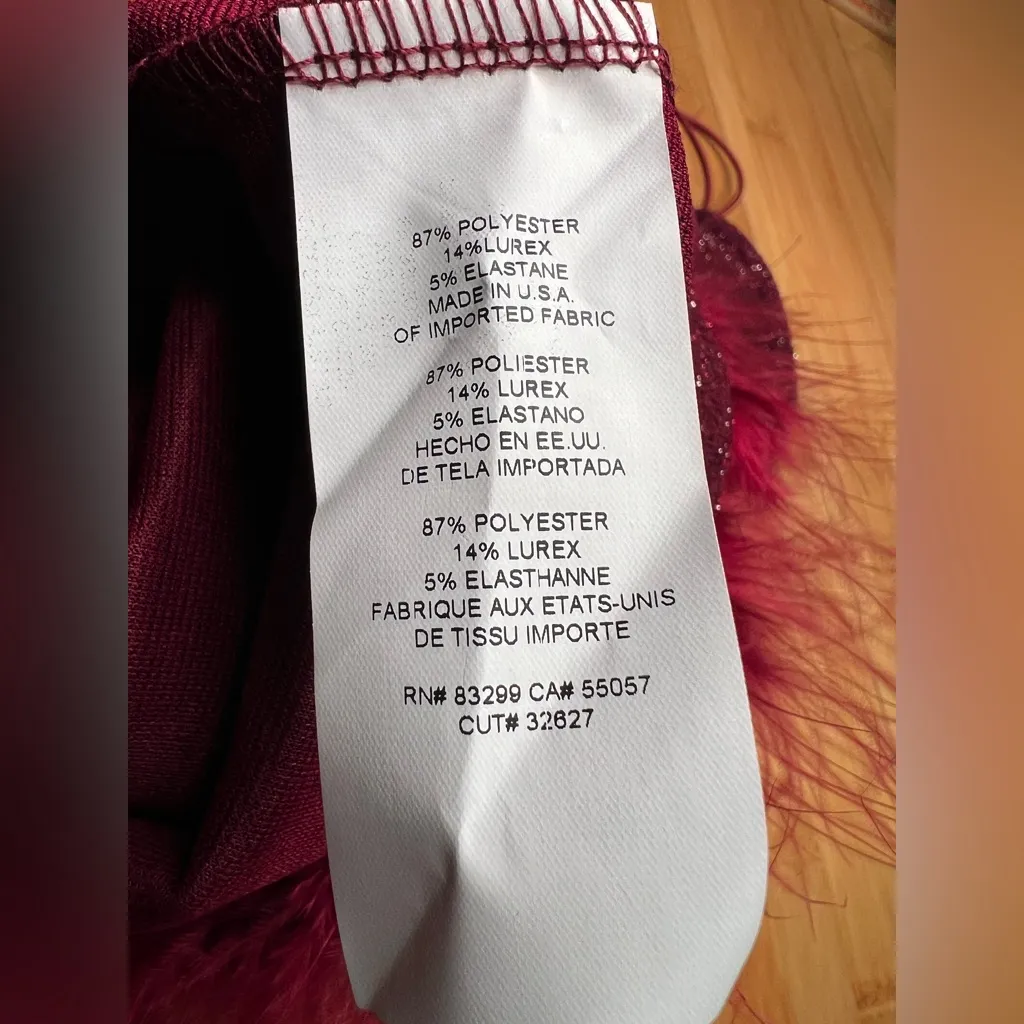 87% POLYESTER
14%LUREX
5% ELASTANE
MADE IN U.S.A.
OF IMPORTED FABRIC
87% POLIESTER
14% LUREX
5% ELASTANO
HECHO EN EE.UU.
DE TELA IMPORTADA
87% POLYESTER
14% LUREX
5% ELASTHANNE
FABRIQUE AUX ETATS-UNIS
DE TISSU IMPORTE
RN# 83299 CA# 55057
CUT# 32627